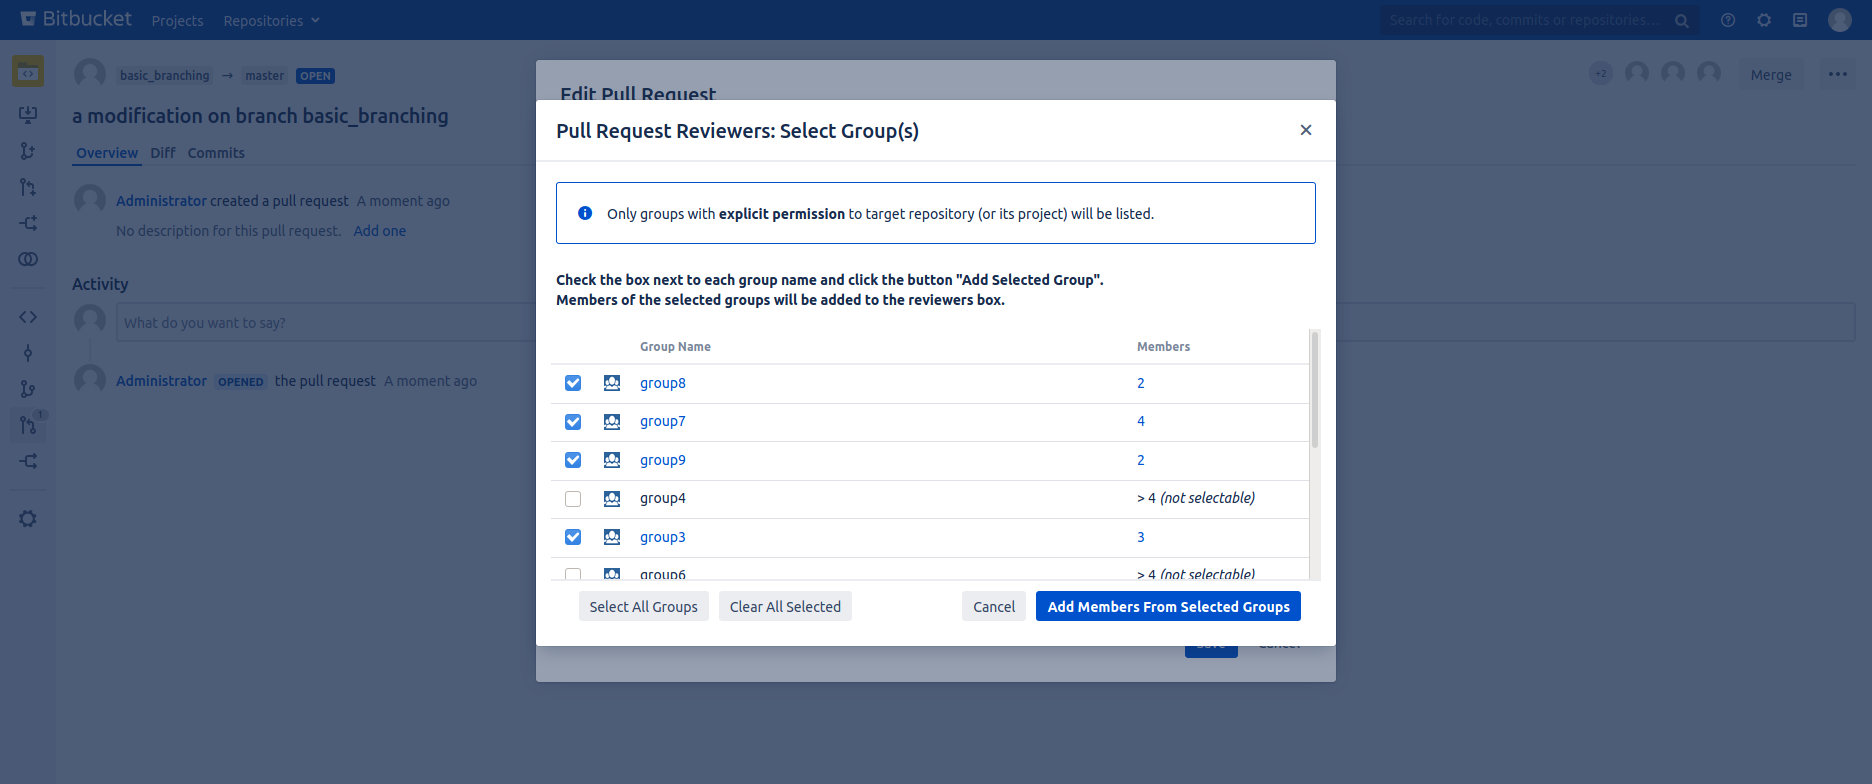 Bitbucket Projects Repositories
Search for code, commits or repositories...
basic_branching → master OPEN
+2
Merge
a modification on branch basic_branching
Overview Diff Commits
Administrator created a pull request A moment ago
No description for this pull request. Add one
Activity
What do you want to say?
Administrator OPENED the pull request A moment ago
1
Edit Pull Request
Pull Request Reviewers: Select Group(s)
Only groups with explicit permission to target repository (or its project) will be listed.
Check the box next to each group name and click the button "Add Selected Group".
Members of the selected groups will be added to the reviewers box.
Group Name Members
group8 2
group7 4
group9 2
group4 > 4 (not selectable)
group3 3
group6 > 4 (not selectable)
Select All Groups Clear All Selected Cancel Add Members From Selected Groups
Save Cancel